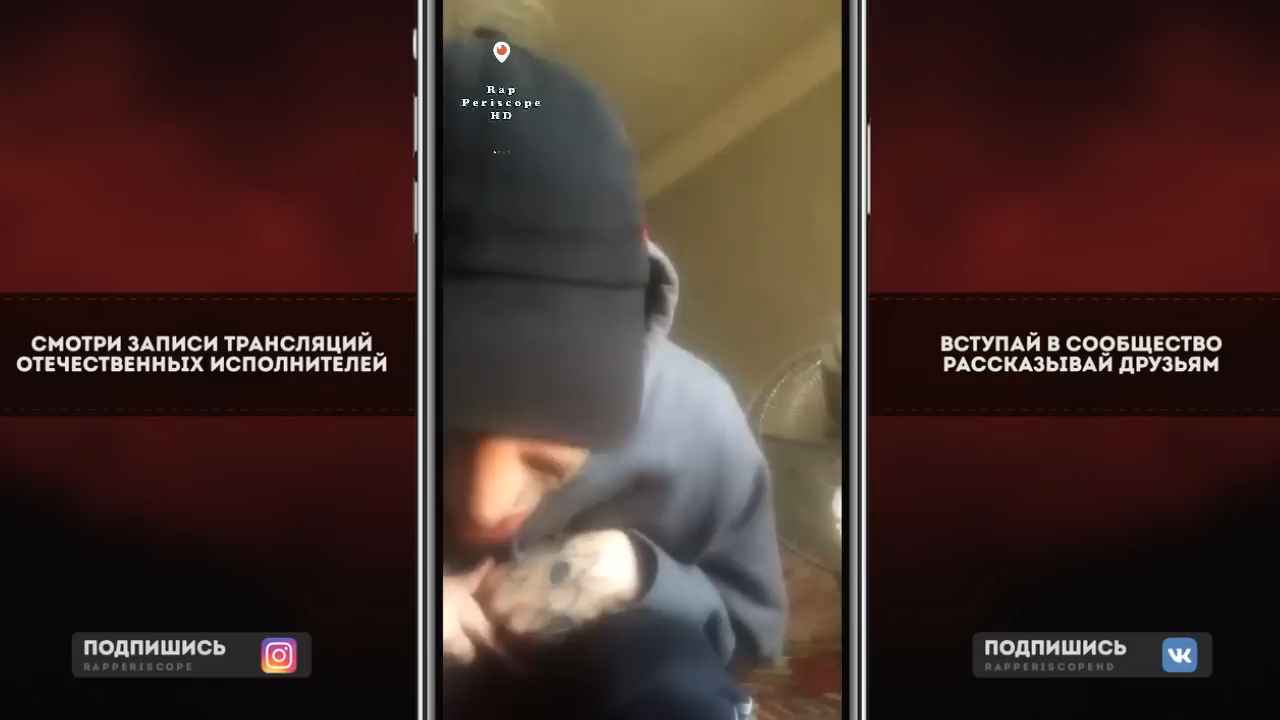 Rap
Periscope
HD
СМОТРИ ЗАПИСИ ТРАНСЛЯЦИЙ
ОТЕЧЕСТВЕННЫХ ИСПОЛНИТЕЛЕЙ
ВСТУПАЙ В СООБЩЕСТВО
РАССКАЗЫВАЙ ДРУЗЬЯМ
ПОДПИШИСЬ
RAPPERISCOPE
ПОДПИШИСЬ
RAPPERISCOPEHD